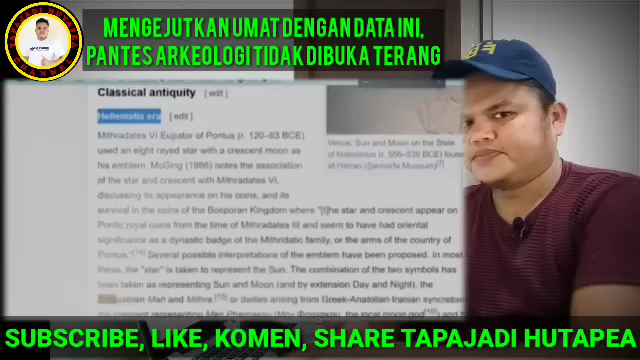 MENGEJUTKAN UMAT DENGAN DATA INI,
PANTES ARKEOLOGI TIDAK DIBUKA TERANG
Classical antiquity [edit]
Hellenistic era [edit]
Mithradates VI Eupator of Pontus (r. 120–63 BCE)
used an eight rayed star with a crescent moon as
his emblem. McGing (1986) notes the association
of the star and crescent with Mithradates VI,
discussing its appearance on his coins, and its
survival in the coins of the Bosporan Kingdom where "[t]he star and crescent appear on
Pontic royal coins from the time of Mithradates III and seem to have had oriental
significance as a dynastic badge of the Mithridatic family, or the arms of the country of
Pontus."[14] Several possible interpretations of the emblem have been proposed. In most
these, the "star" is taken to represent the Sun. The combination of the two symbols has
been taken as representing Sun and Moon (and by extension Day and Night), the
Man and Mithra[15] or deities arising from Greek-Anatolian-Iranian syncretism
Venus, Sun and Moon on the Stele
of Nabonidus (r. 556–539 BCE) found
at Harran (Şanlıurfa Museum)[7]
SUBSCRIBE, LIKE, KOMEN, SHARE TAPAJADI HUTAPEA